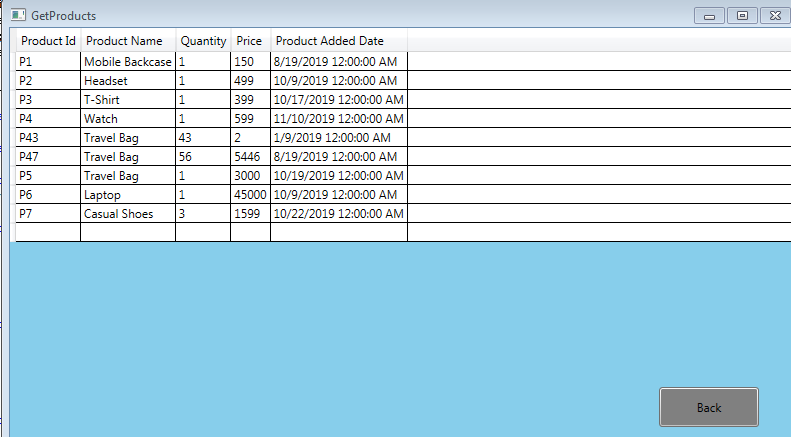 GetProducts
Product Id Product Name Quantity Price Product Added Date
P1 Mobile Backcase 1 150 8/19/2019 12:00:00 AM
P2 Headset 1 499 10/9/2019 12:00:00 AM
P3 T-Shirt 1 399 10/17/2019 12:00:00 AM
P4 Watch 1 599 11/10/2019 12:00:00 AM
P43 Travel Bag 43 2 1/9/2019 12:00:00 AM
P47 Travel Bag 56 5446 8/19/2019 12:00:00 AM
P5 Travel Bag 1 3000 10/19/2019 12:00:00 AM
P6 Laptop 1 45000 10/9/2019 12:00:00 AM
P7 Casual Shoes 3 1599 10/22/2019 12:00:00 AM
Back